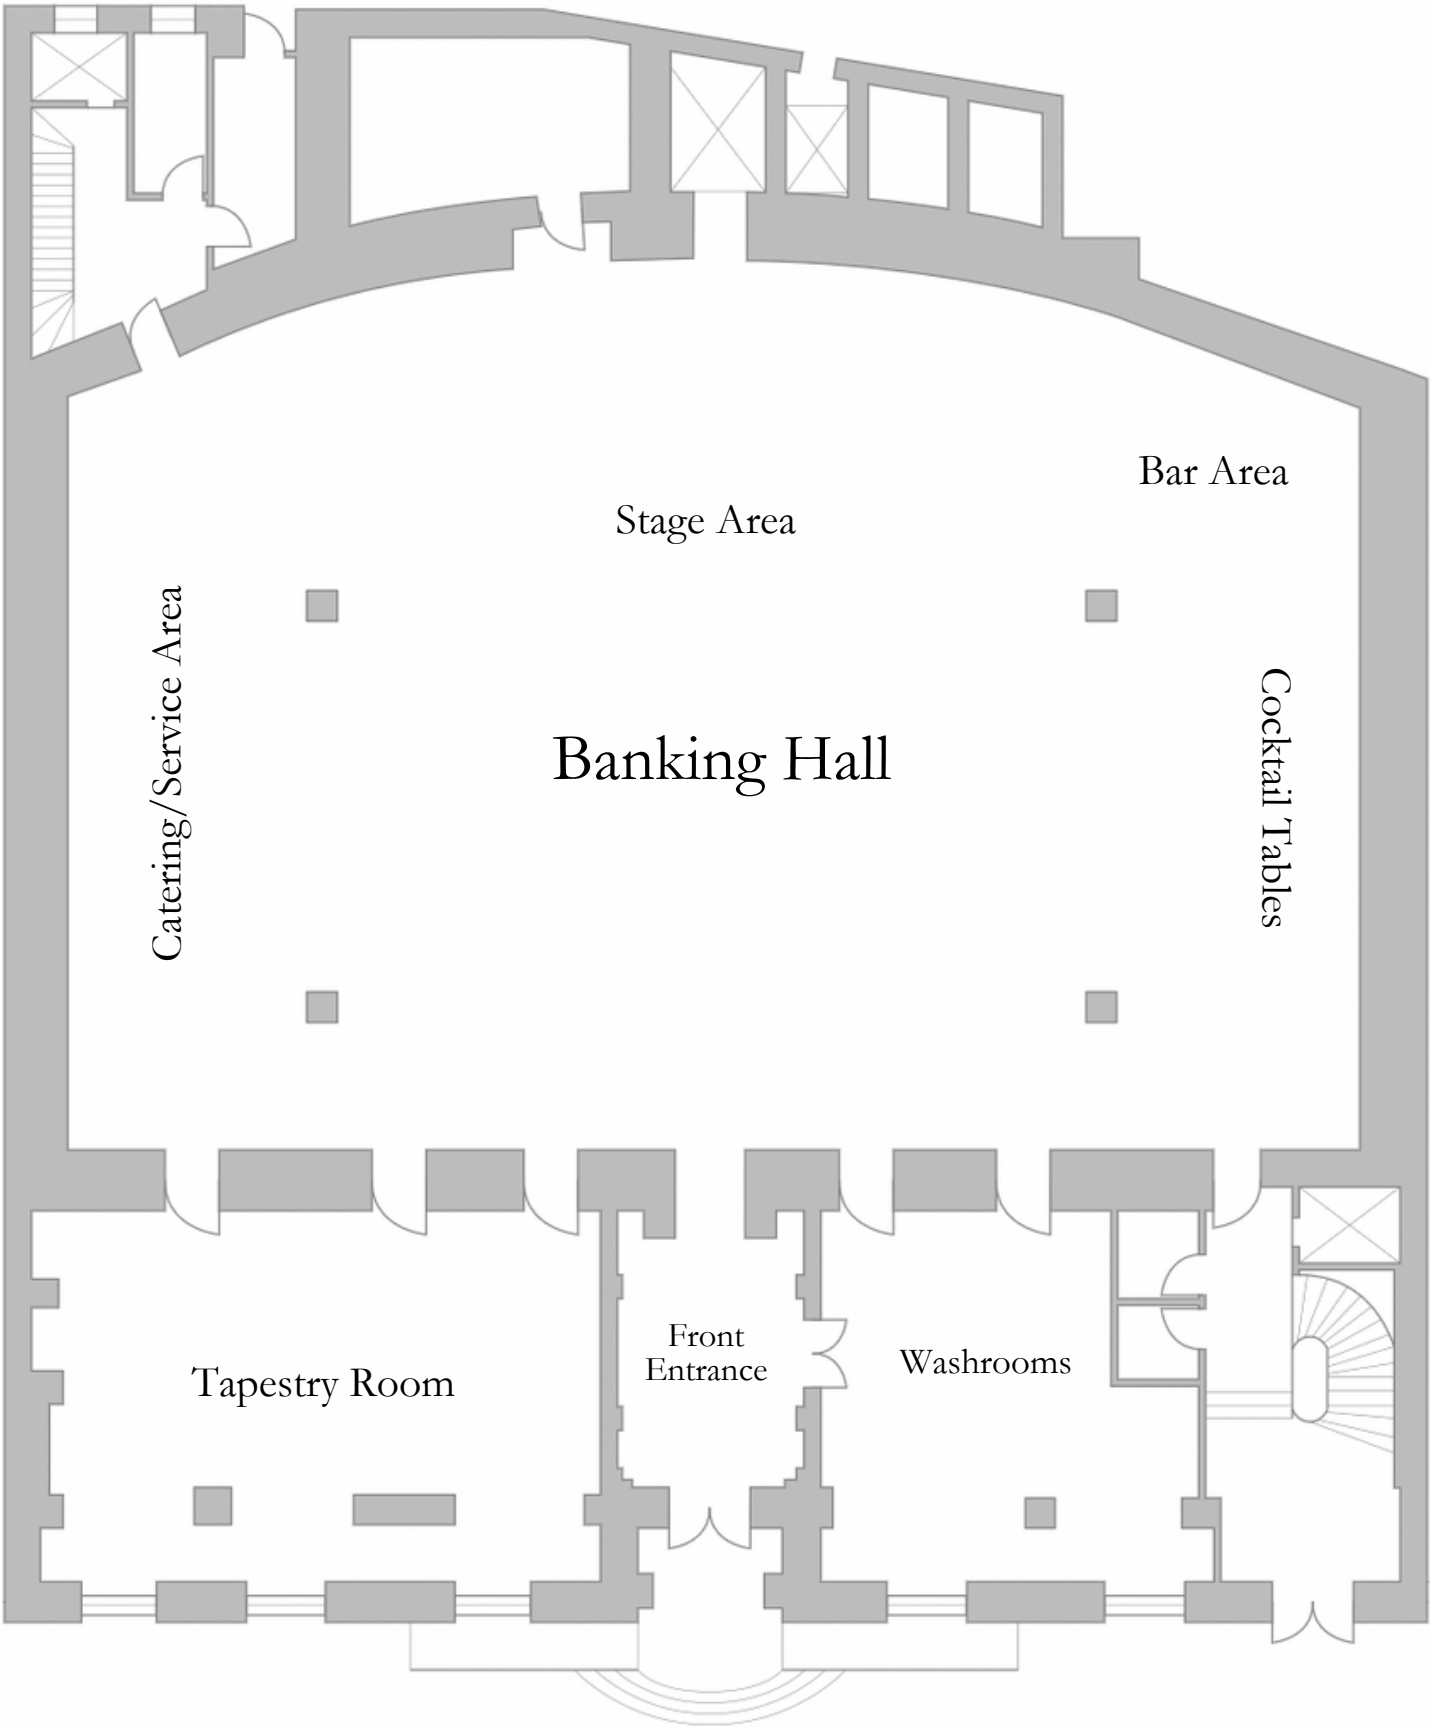 Bar Area
Stage Area
Catering/Service Area
Cocktail Tables
Banking Hall
Front
Entrance
Washrooms
Tapestry Room